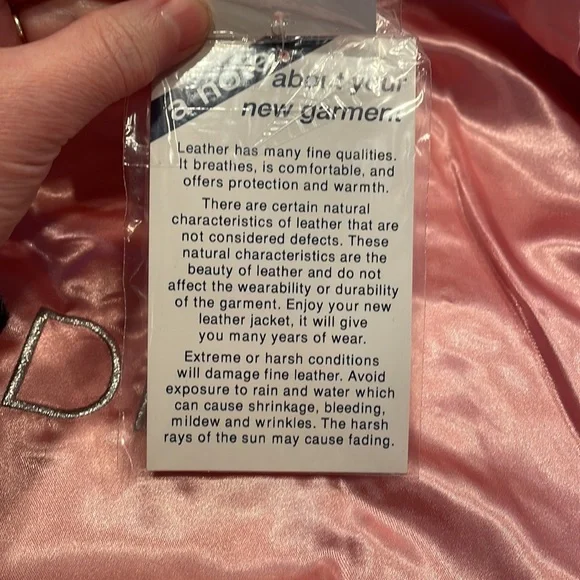 a note about your
new garment
Leather has many fine qualities.
It breathes, is comfortable, and
offers protection and warmth.
There are certain natural
characteristics of leather that are
not considered defects. These
natural characteristics are the
beauty of leather and do not
affect the wearability or durability
of the garment. Enjoy your new
leather jacket, it will give
you many years of wear.
Extreme or harsh conditions
will damage fine leather. Avoid
exposure to rain and water which
can cause shrinkage, bleeding,
mildew and wrinkles. The harsh
rays of the sun may cause fading.
D